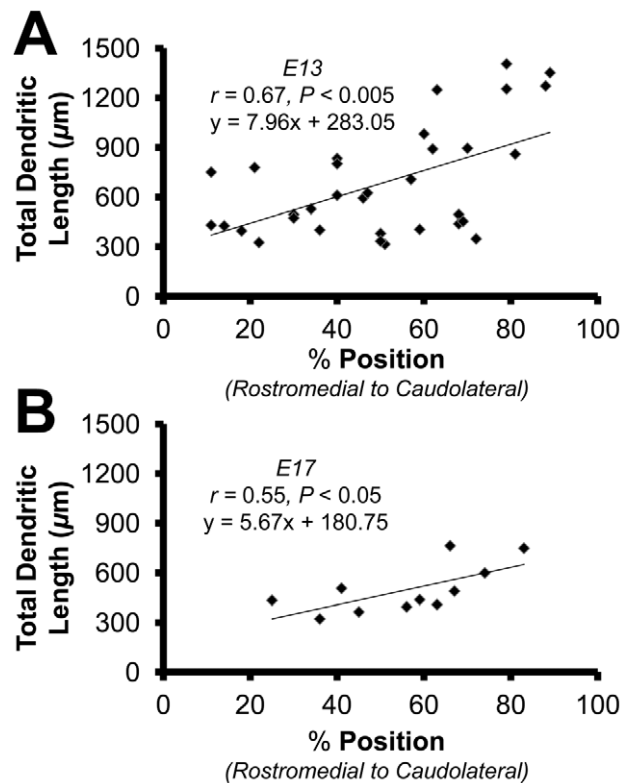 A
Total Dendritic
Length (µm)
1500
1200
900
600
300
0
E13
r = 0.67, P < 0.005
y = 7.96x + 283.05
0 20 40 60 80 100
% Position
(Rostromedial to Caudolateral)
B
Total Dendritic
Length (µm)
1500
1200
900
600
300
0
E17
r = 0.55, P < 0.05
y = 5.67x + 180.75
0 20 40 60 80 100
% Position
(Rostromedial to Caudolateral)